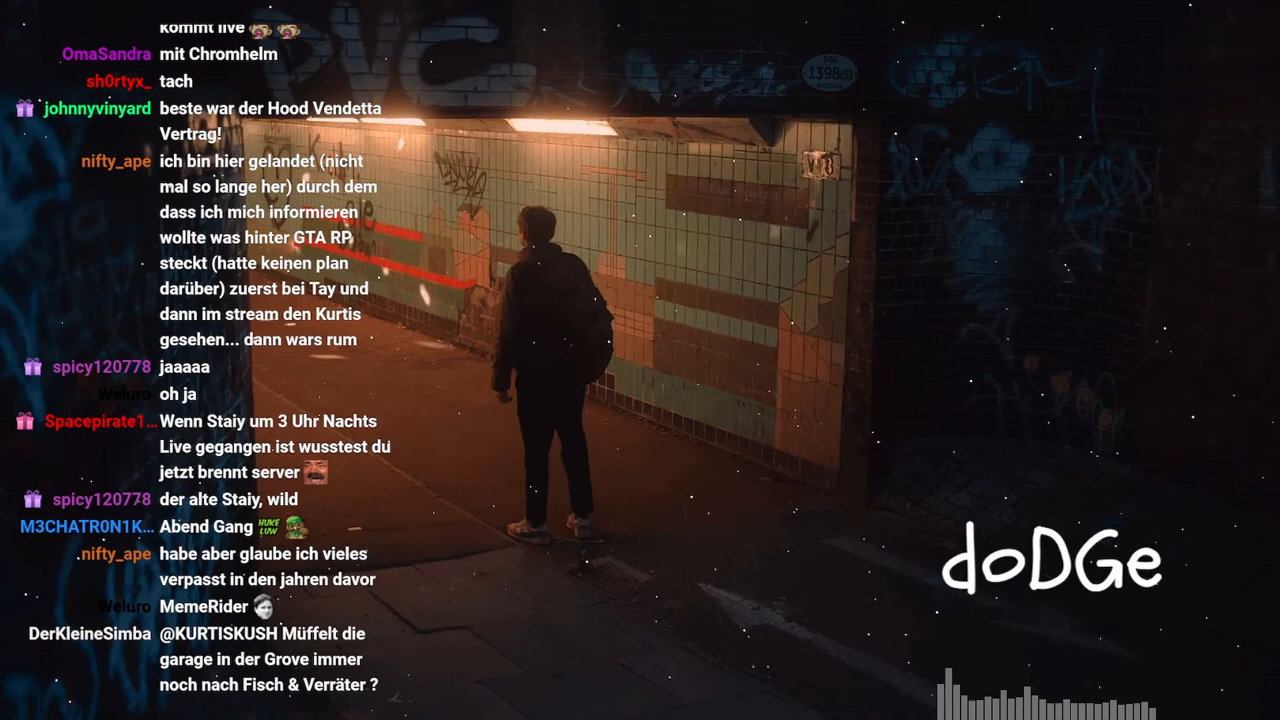 kommt live
OmaSandra mit Chromhelm
sh0rtyx_ tach
johnnyvinyard beste war der Hood Vendetta
Vertrag!
nifty_ape ich bin hier gelandet (nicht
mal so lange her) durch dem
dass ich mich informieren
wollte was hinter GTA RP
steckt (hatte keinen plan
darüber) zuerst bei Tay und
dann im stream den Kurtis
gesehen... dann wars rum
spicy120778 jaaaaa
Weluro oh ja
Spacepirate1... Wenn Staiy um 3 Uhr Nachts
Live gegangen ist wusstest du
jetzt brennt server
spicy120778 der alte Staiy, wild
M3CHATR0N1K... Abend Gang HUKE
LUW
nifty_ape habe aber glaube ich vieles
verpasst in den jahren davor
Weluro MemeRider
DerKleineSimba @KURTISKUSH Müffelt die
garage in der Grove immer
noch nach Fisch & Verräter ?
PVC
1398(S)
doDGe